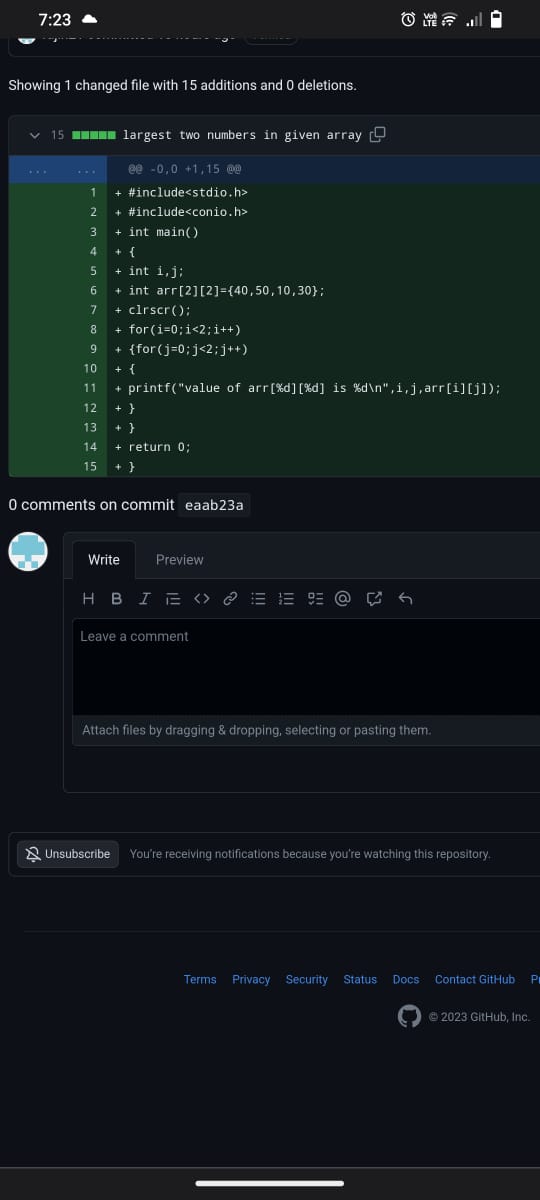 7:23
Vo)) LTE
Showing 1 changed file with 15 additions and 0 deletions.
15 largest two numbers in given array
... ... @@ -0,0 +1,15 @@
1 + #include<stdio.h>
2 + #include<conio.h>
3 + int main()
4 + {
5 + int i,j;
6 + int arr[2][2]={40,50,10,30};
7 + clrscr();
8 + for(i=0;i<2;i++)
9 + {for(j=0;j<2;j++)
10 + {
11 + printf("value of arr[%d][%d] is %d\n",i,j,arr[i][j]);
12 + }
13 + }
14 + return 0;
15 + }
0 comments on commit eaab23a
Write Preview
Leave a comment
Attach files by dragging & dropping, selecting or pasting them.
Unsubscribe You're receiving notifications because you're watching this repository.
Terms Privacy Security Status Docs Contact GitHub
© 2023 GitHub, Inc.